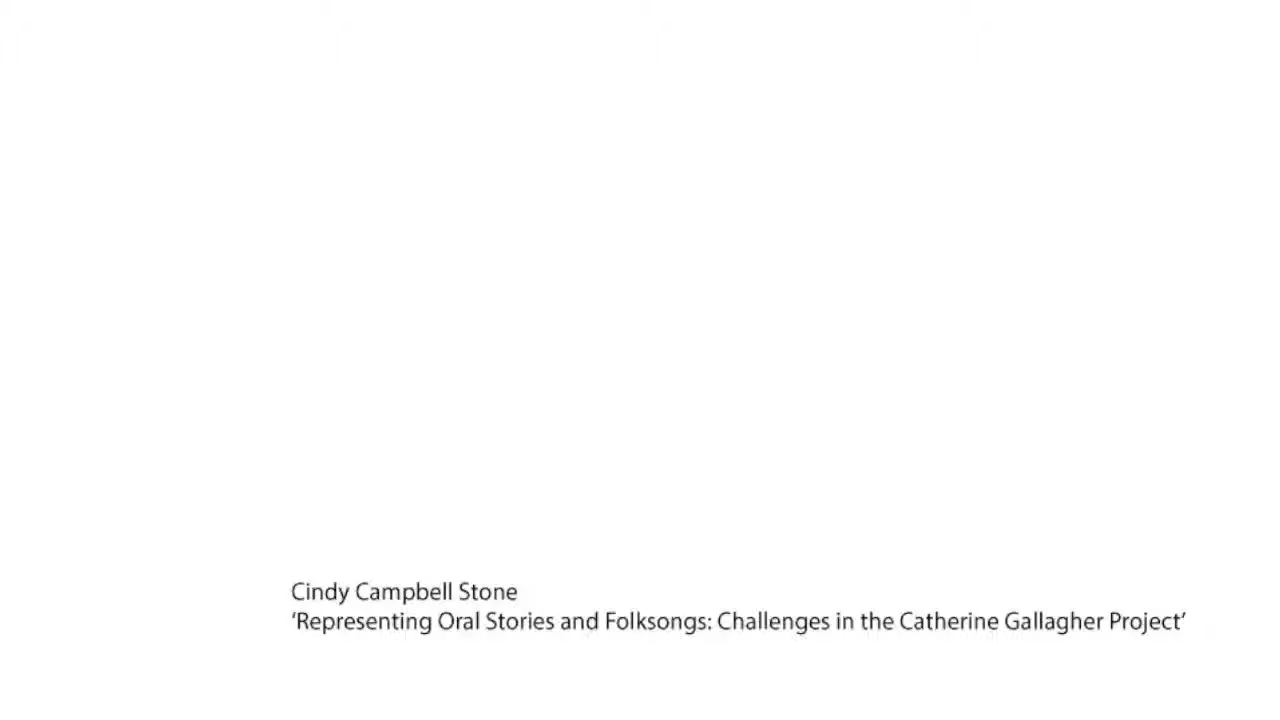 Cindy Campbell Stone
‘Representing Oral Stories and Folksongs: Challenges in the Catherine Gallagher Project’